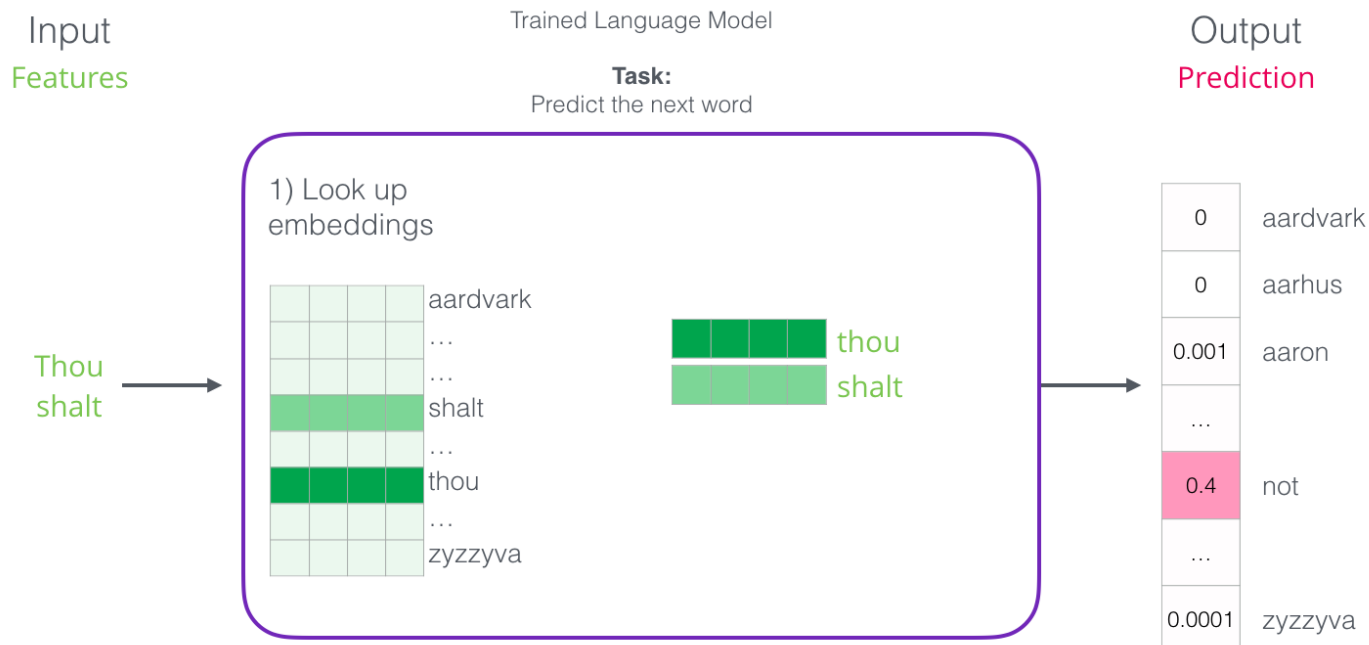 Input
Features
Trained Language Model
Task:
Predict the next word
Output
Prediction
1) Look up
embeddings
aardvark
...
...
shalt
...
thou
...
zyzzyva
Thou
shalt
thou
shalt
0 aardvark
0 aarhus
0.001 aaron
...
0.4 not
...
0.0001 zyzzyva